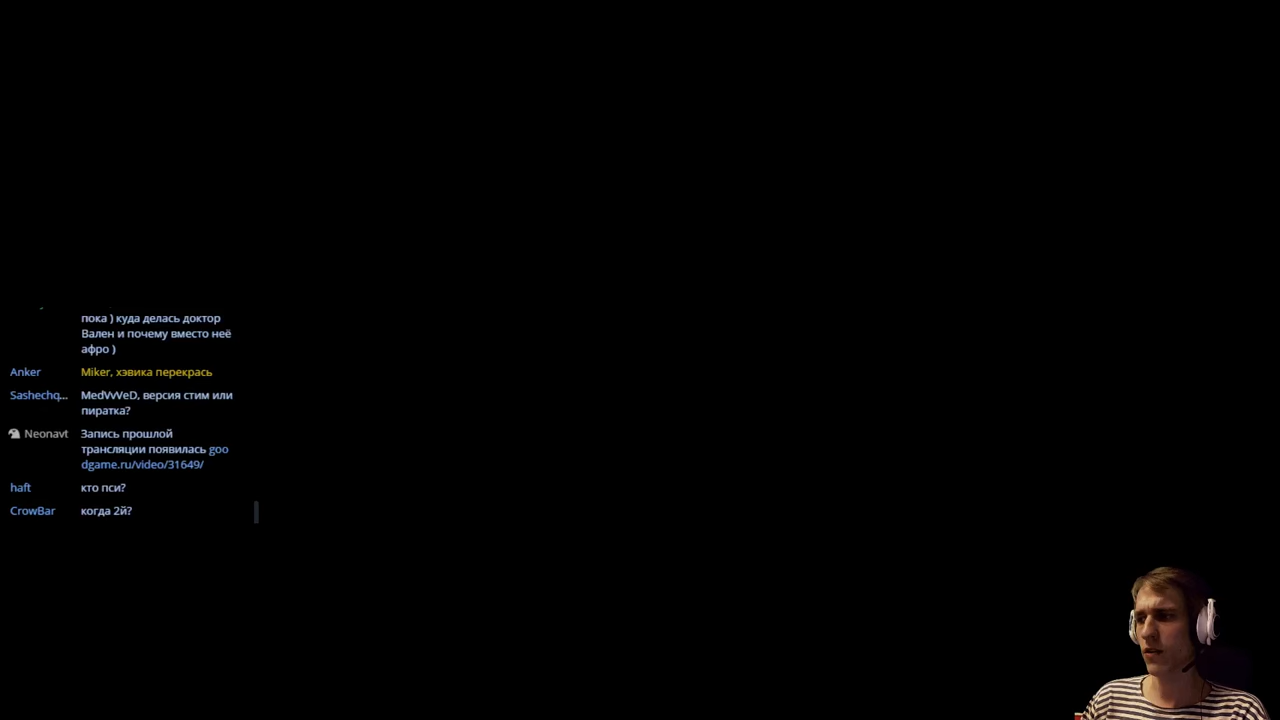 пока ) куда делась доктор
Вален и почему вместо неё
афро )
Anker Miker, хэвика перекрась
Sashechq... MedVvVeD, версия стим или
пиратка?
Neonavt Запись прошлой
трансляции появилась goo
dgame.ru/video/31649/
haft кто пси?
CrowBar когда 2й?